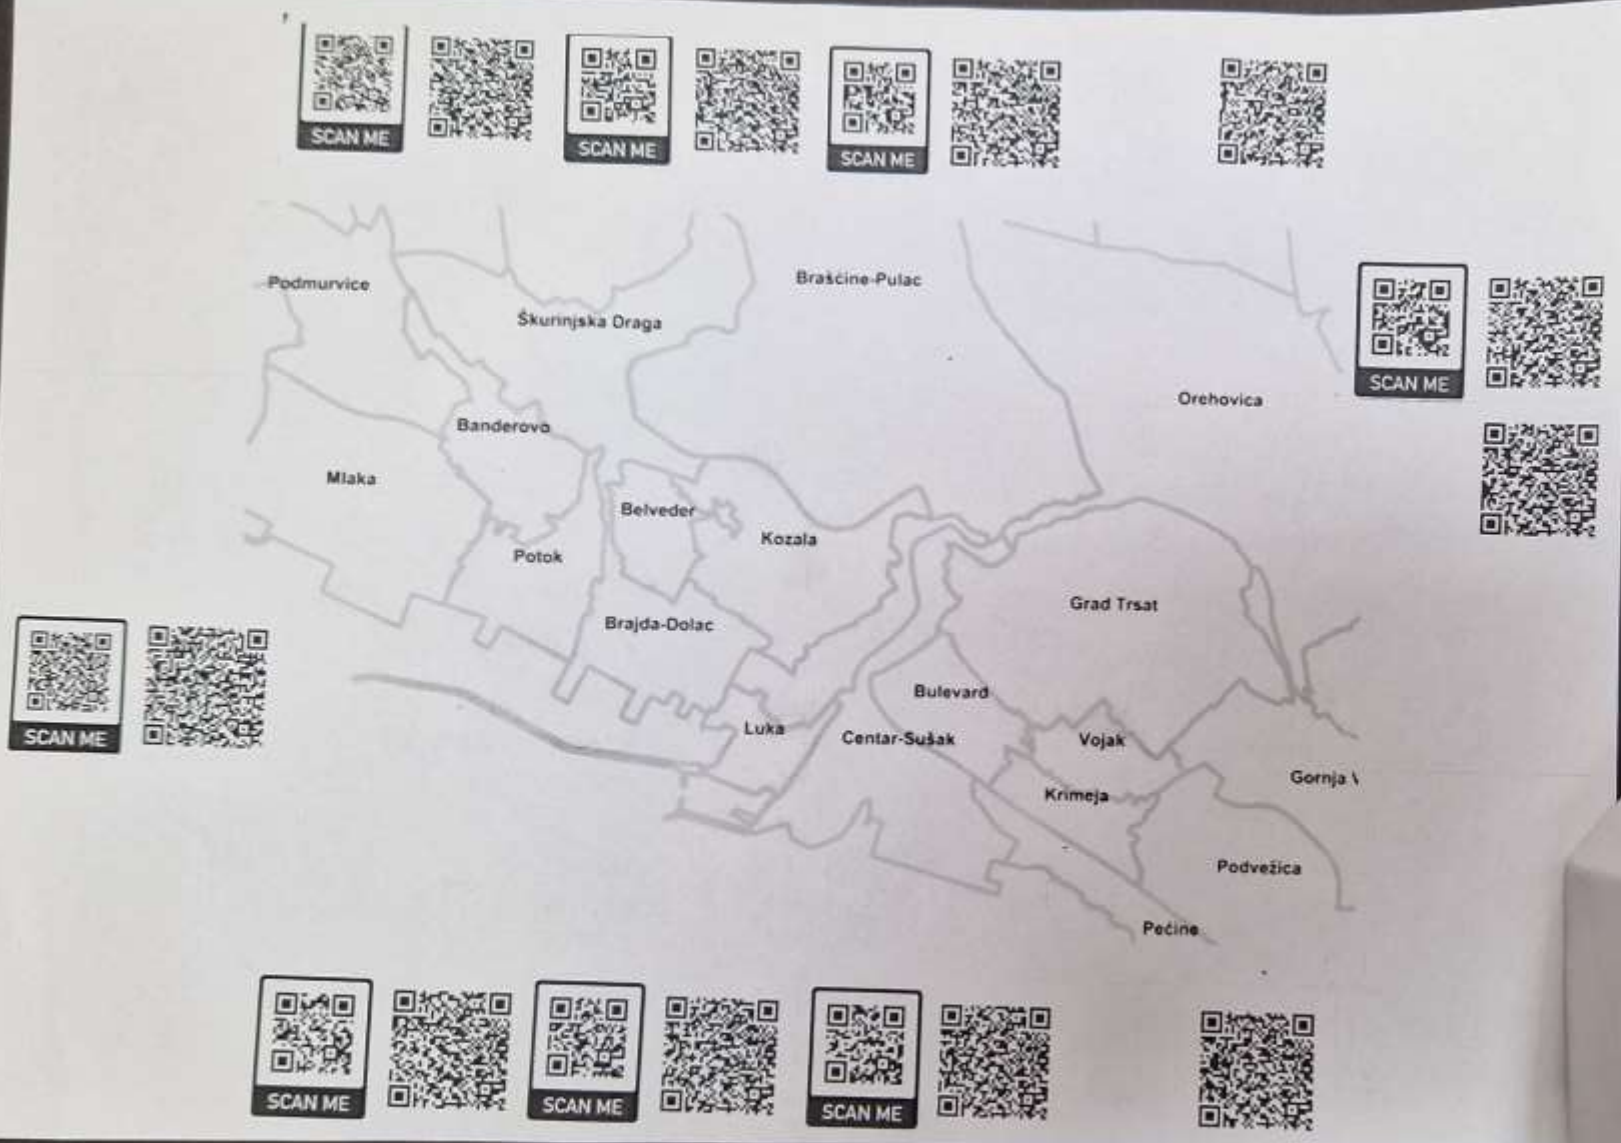 SCAN ME
SCAN ME
SCAN ME
Podmurvice
Brašćine-Pulac
Škurinjska Draga
SCAN ME
Orehovica
Banderovo
Mlaka
Belveder
Kozala
Potok
Grad Trsat
Brajda-Dolac
SCAN ME
Bulevard
Luka
Centar-Sušak
Vojak
Gornja V
Krimeja
Podvežica
Pećine
SCAN ME
SCAN ME
SCAN ME